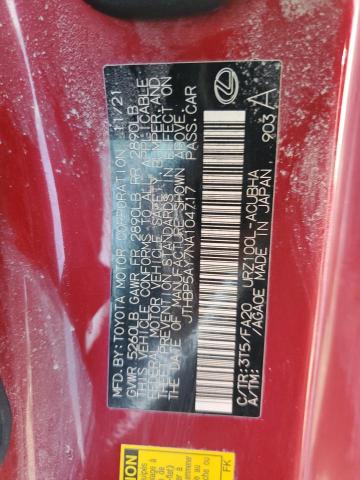 MFD.BY:TOYOTA MOTOR CORPORATION 11/21
GVWR 5260LB GAWR FR 2890LB RR 2890LB
THIS VEHICLE CONFORMS TO ALL APPLICABLE
FEDERAL MOTOR VEHICLE SAFETY, BUMPER, AND
THEFT PREVENTION STANDARDS IN EFFECT ON
THE DATE OF MANUFACTURE SHOWN ABOVE.
JTHBP5AY7NA104217 PASS.CAR
C/TR:3T5/FA20 URZ100L-ACUBHA
A/TM: /AGA0E MADE IN JAPAN 903 A